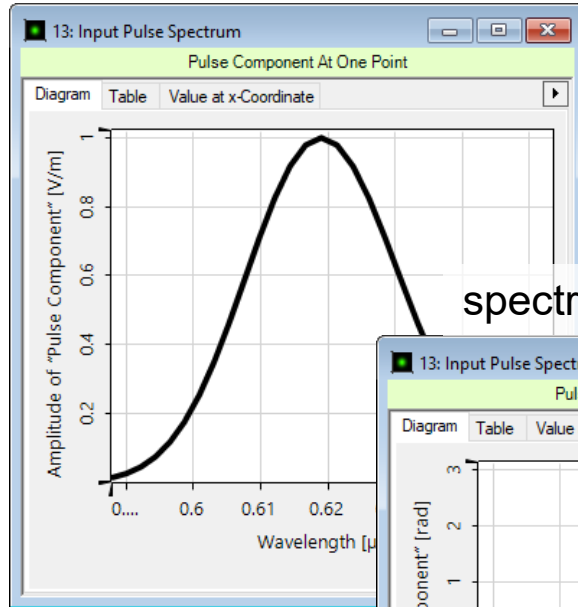 13: Input Pulse Spectrum
Pulse Component At One Point
Diagram Table Value at x-Coordinate
Amplitude of "Pulse Component" [V/m]
1
0.8
0.6
0.4
0.2
0.... 0.6 0.61 0.62
Wavelength [µ
spectr
13: Input Pulse Spectr
Pul
Diagram Table Value
ponent" [rad]
3
2
1